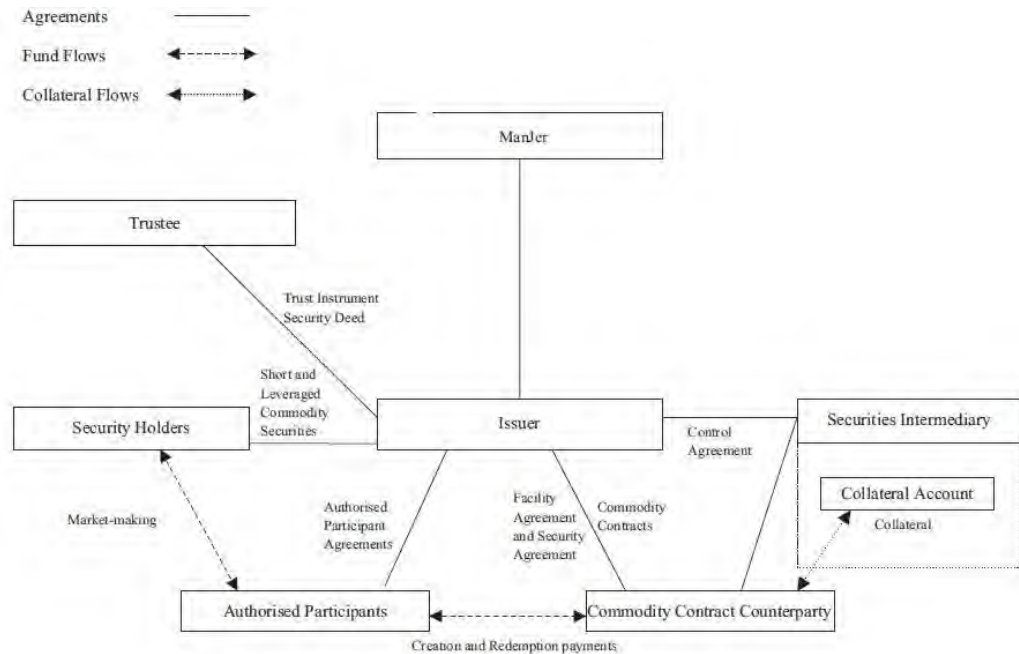 Agreements
Fund Flows
Collateral Flows
ManJer
Trustee
Trust Instrument
Security Deed
Short and
Leveraged
Commodity
Securities
Security Holders
Issuer
Securities Intermediary
Control
Agreement
Collateral Account
Collateral
Market-making
Authorised
Participant
Agreements
Facility
Agreement
and Security
Agreement
Commodity
Contracts
Authorised Participants
Commodity Contract Counterparty
Creation and Redemption payments